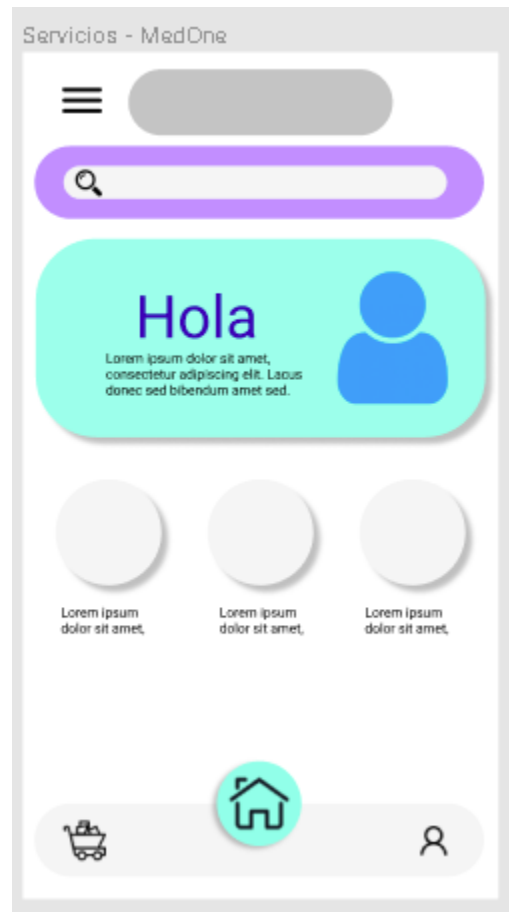 Servicios - MedOne
Hola
Lorem ipsum dolor sit amet,
consectetur adipiscing elit. Lacus
donec sed bibendum amet sed.
Lorem ipsum
dolor sit amet,
Lorem ipsum
dolor sit amet,
Lorem ipsum
dolor sit amet,